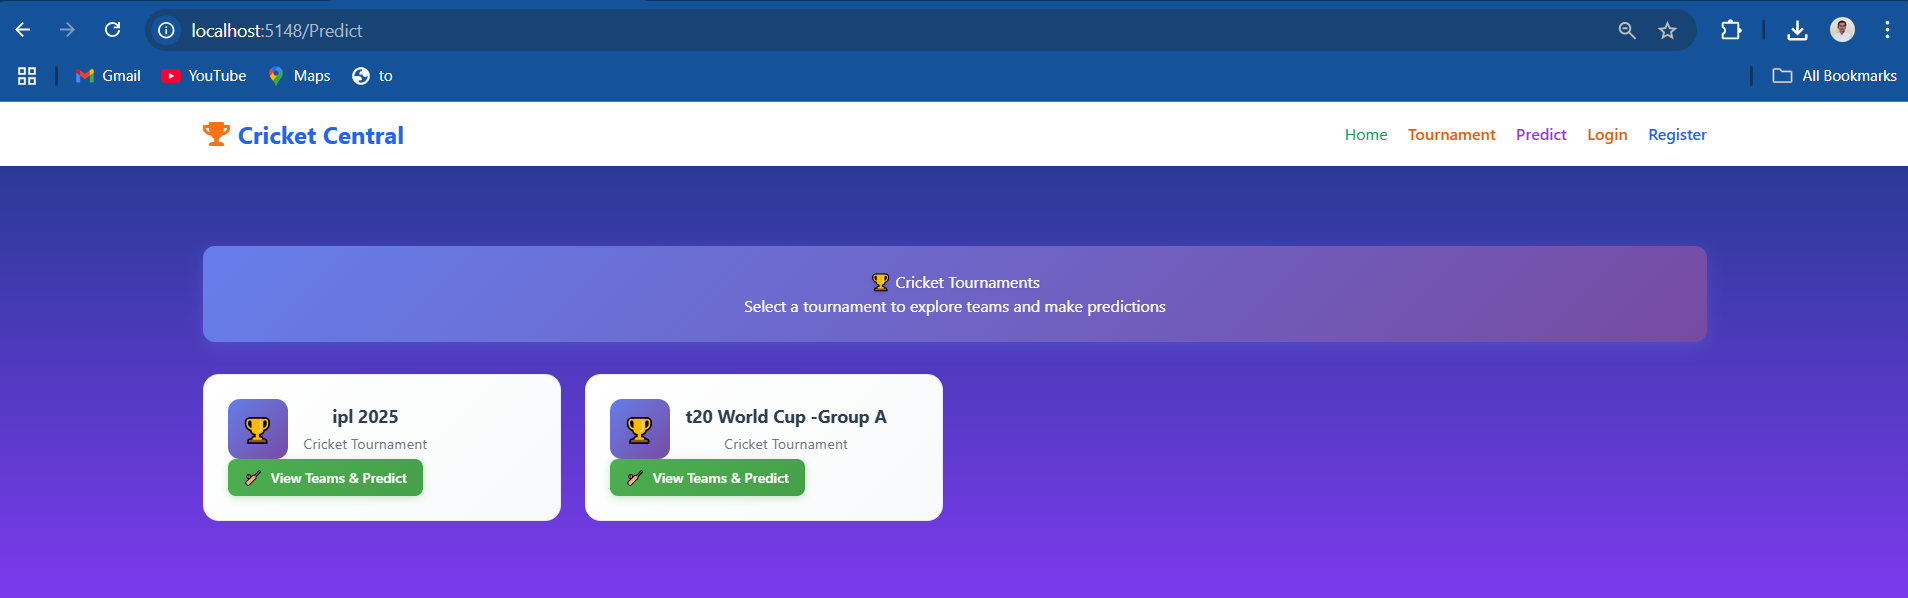 localhost:5148/Predict
Gmail YouTube Maps to All Bookmarks
Cricket Central Home Tournament Predict Login Register
Cricket Tournaments
Select a tournament to explore teams and make predictions
ipl 2025
Cricket Tournament
View Teams & Predict
t20 World Cup -Group A
Cricket Tournament
View Teams & Predict